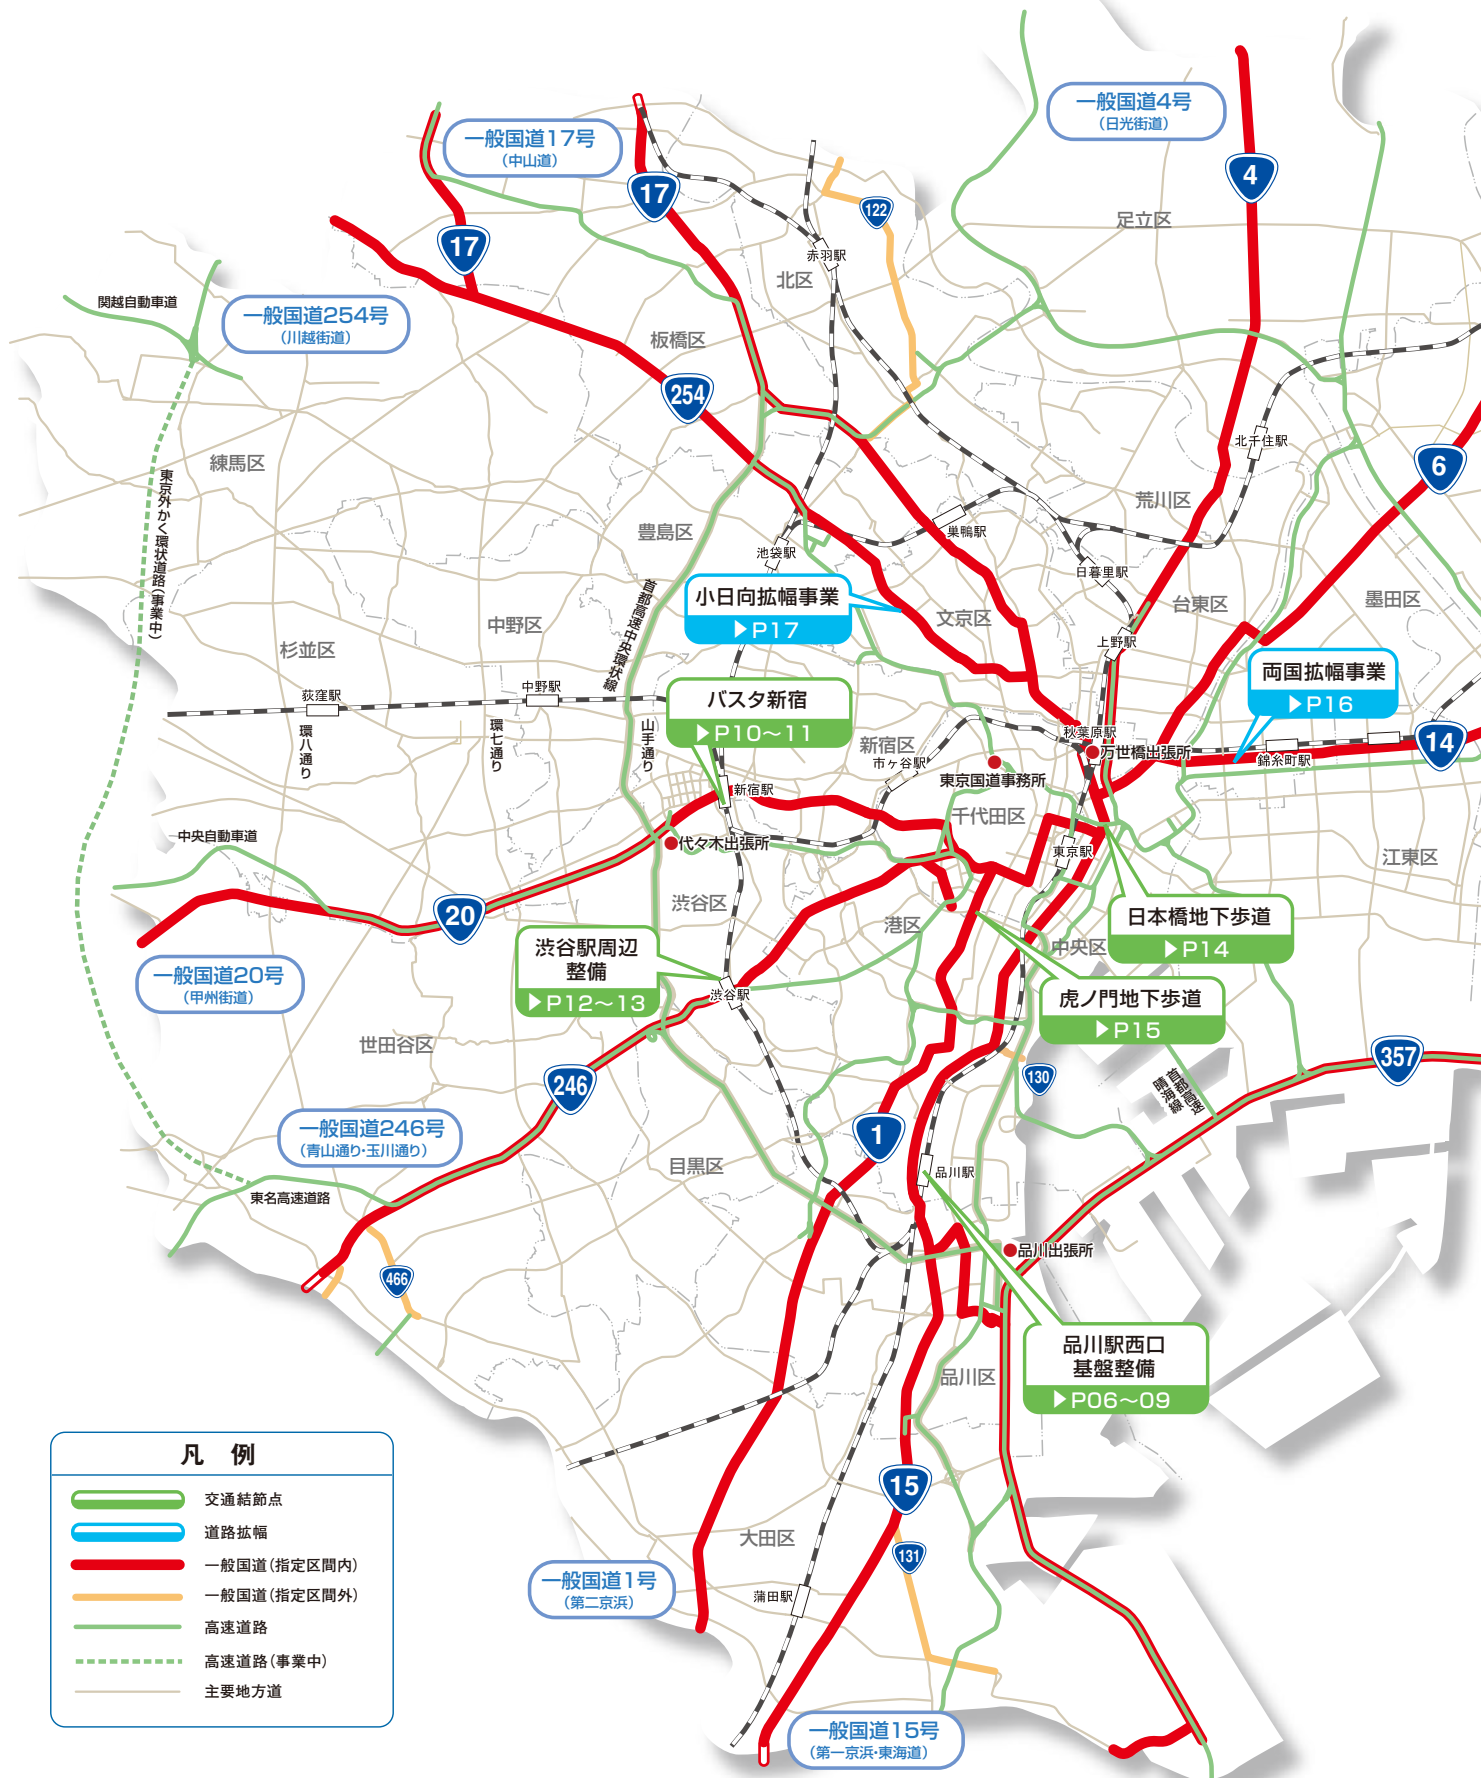 一般国道4号
(日光街道)
4
一般国道17号
(中山道)
17
17
122
足立区
赤羽駅
北区
関越自動車道
一般国道254号
(川越街道)
板橋区
254
北千住駅
6
練馬区
東京外かく環状道路(事業中)
荒川区
豊島区
巣鴨駅
池袋駅
日暮里駅
首都高速中央環状線
小日向拡幅事業
▶P17
文京区
台東区
墨田区
中野区
杉並区
上野駅
両国拡幅事業
▶P16
荻窪駅
中野駅
バスタ新宿
▶P10〜11
環八通り
環七通り
山手通り
新宿区
市ヶ谷駅
秋葉原駅
万世橋出張所
14
錦糸町駅
東京国道事務所
新宿駅
千代田区
中央自動車道
代々木出張所
東京駅
江東区
20
渋谷区
港区
日本橋地下歩道
▶P14
渋谷駅周辺
整備
▶P12〜13
中央区
一般国道20号
(甲州街道)
渋谷駅
虎ノ門地下歩道
▶P15
世田谷区
357
246
130
首都高速
晴海線
一般国道246号
(青山通り・玉川通り)
1
目黒区
品川駅
東名高速道路
品川出張所
466
品川駅西口
基盤整備
▶P06〜09
品川区
凡 例
交通結節点
道路拡幅
一般国道(指定区間内)
一般国道(指定区間外)
高速道路
高速道路(事業中)
主要地方道
15
大田区
131
一般国道1号
(第二京浜)
蒲田駅
一般国道15号
(第一京浜・東海道)